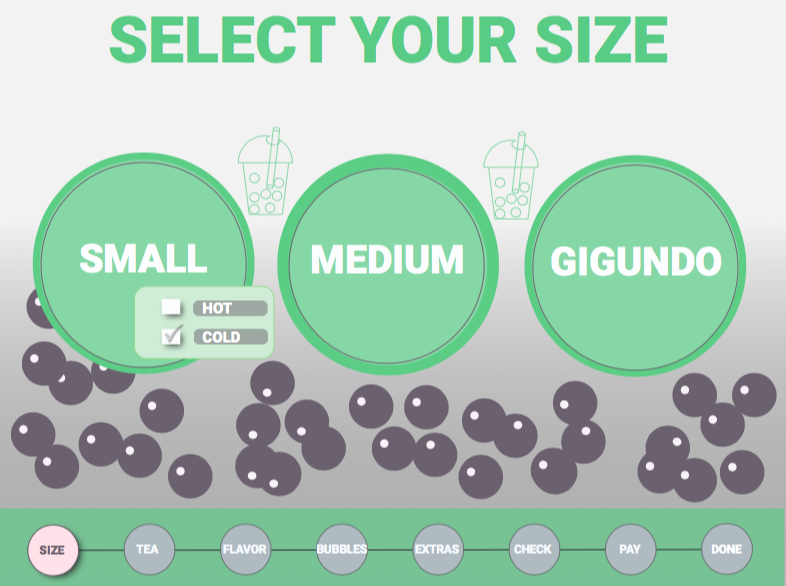 SELECT YOUR SIZE
SMALL
MEDIUM
GIGUNDO
HOT
COLD
SIZE
TEA
FLAVOR
BUBBLES
EXTRAS
CHECK
PAY
DONE